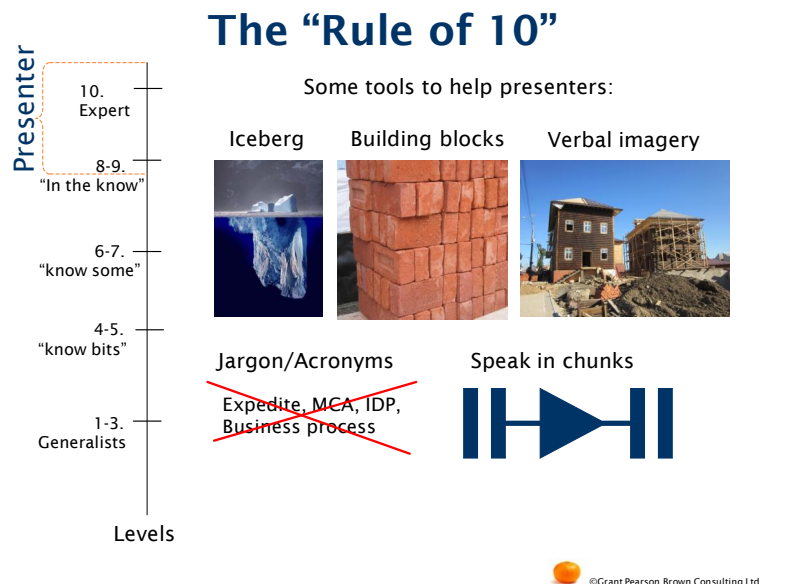 The “Rule of 10”
Presenter
10.
Expert
8-9.
“In the know”
6-7.
“know some”
4-5.
“know bits”
1-3.
Generalists
Levels
Some tools to help presenters:
Iceberg
Building blocks
Verbal imagery
Jargon/Acronyms
Expedite, MCA, IDP,
Business process
Speak in chunks
©Grant Pearson Brown Consulting Ltd